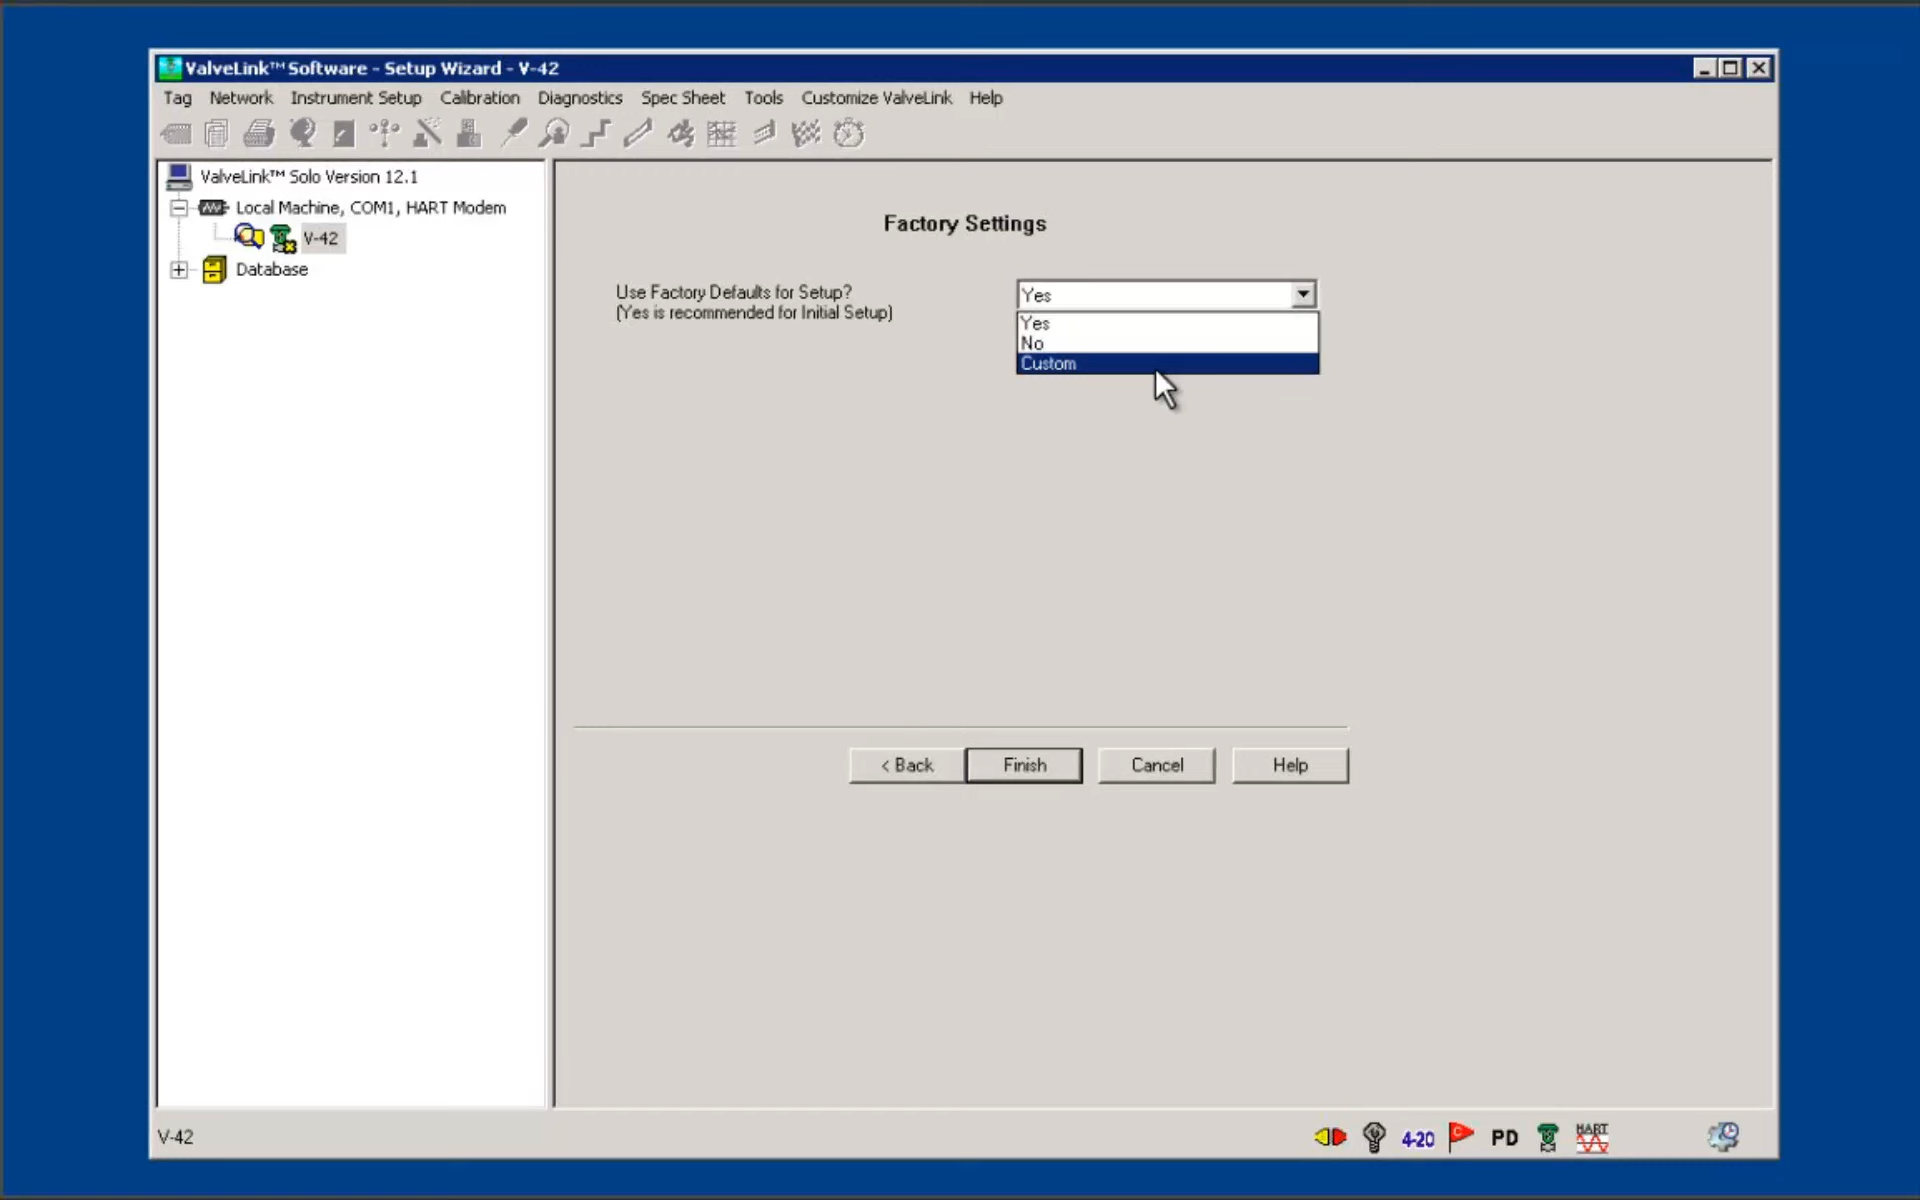 ValveLink™ Software - Setup Wizard - V-42
Tag Network Instrument Setup Calibration Diagnostics Spec Sheet Tools Customize ValveLink Help
ValveLink™ Solo Version 12.1
Local Machine, COM1, HART Modem
V-42
Database
Factory Settings
Use Factory Defaults for Setup?
(Yes is recommended for Initial Setup)
Yes
Yes
No
Custom
< Back Finish Cancel Help
V-42
4-20 PD HART